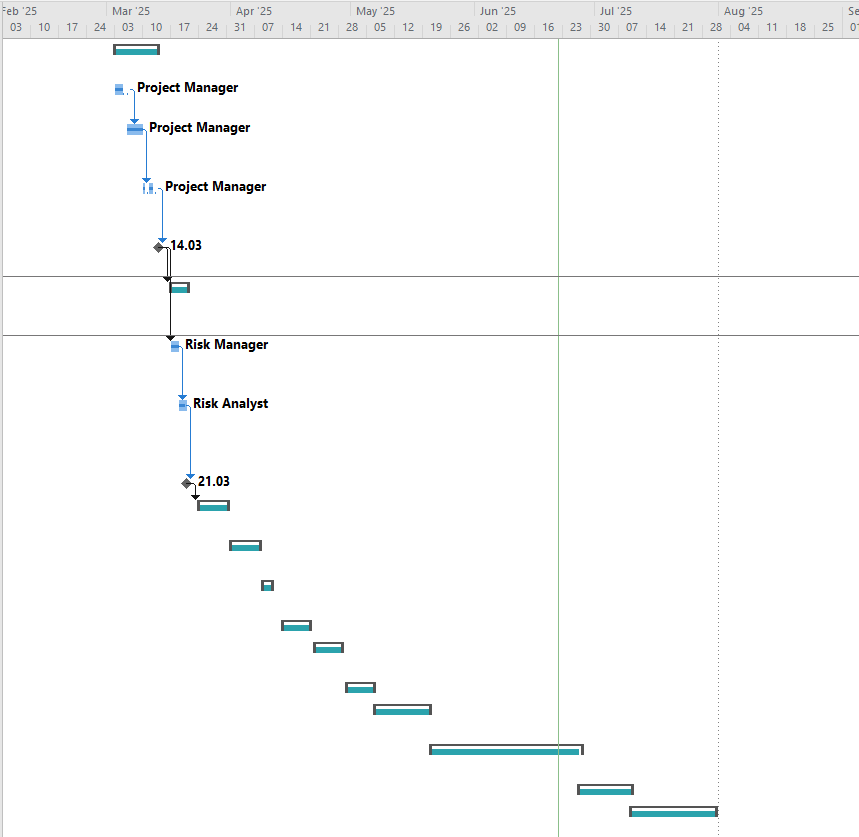 Feb '25 Mar '25 Apr '25 May '25 Jun '25 Jul '25 Aug '25
03 10 17 24 03 10 17 24 31 07 14 21 28 05 12 19 26 02 09 16 23 30 07 14 21 28 04 11 18 25 01
Project Manager
Project Manager
Project Manager
14.03
Risk Manager
Risk Analyst
21.03